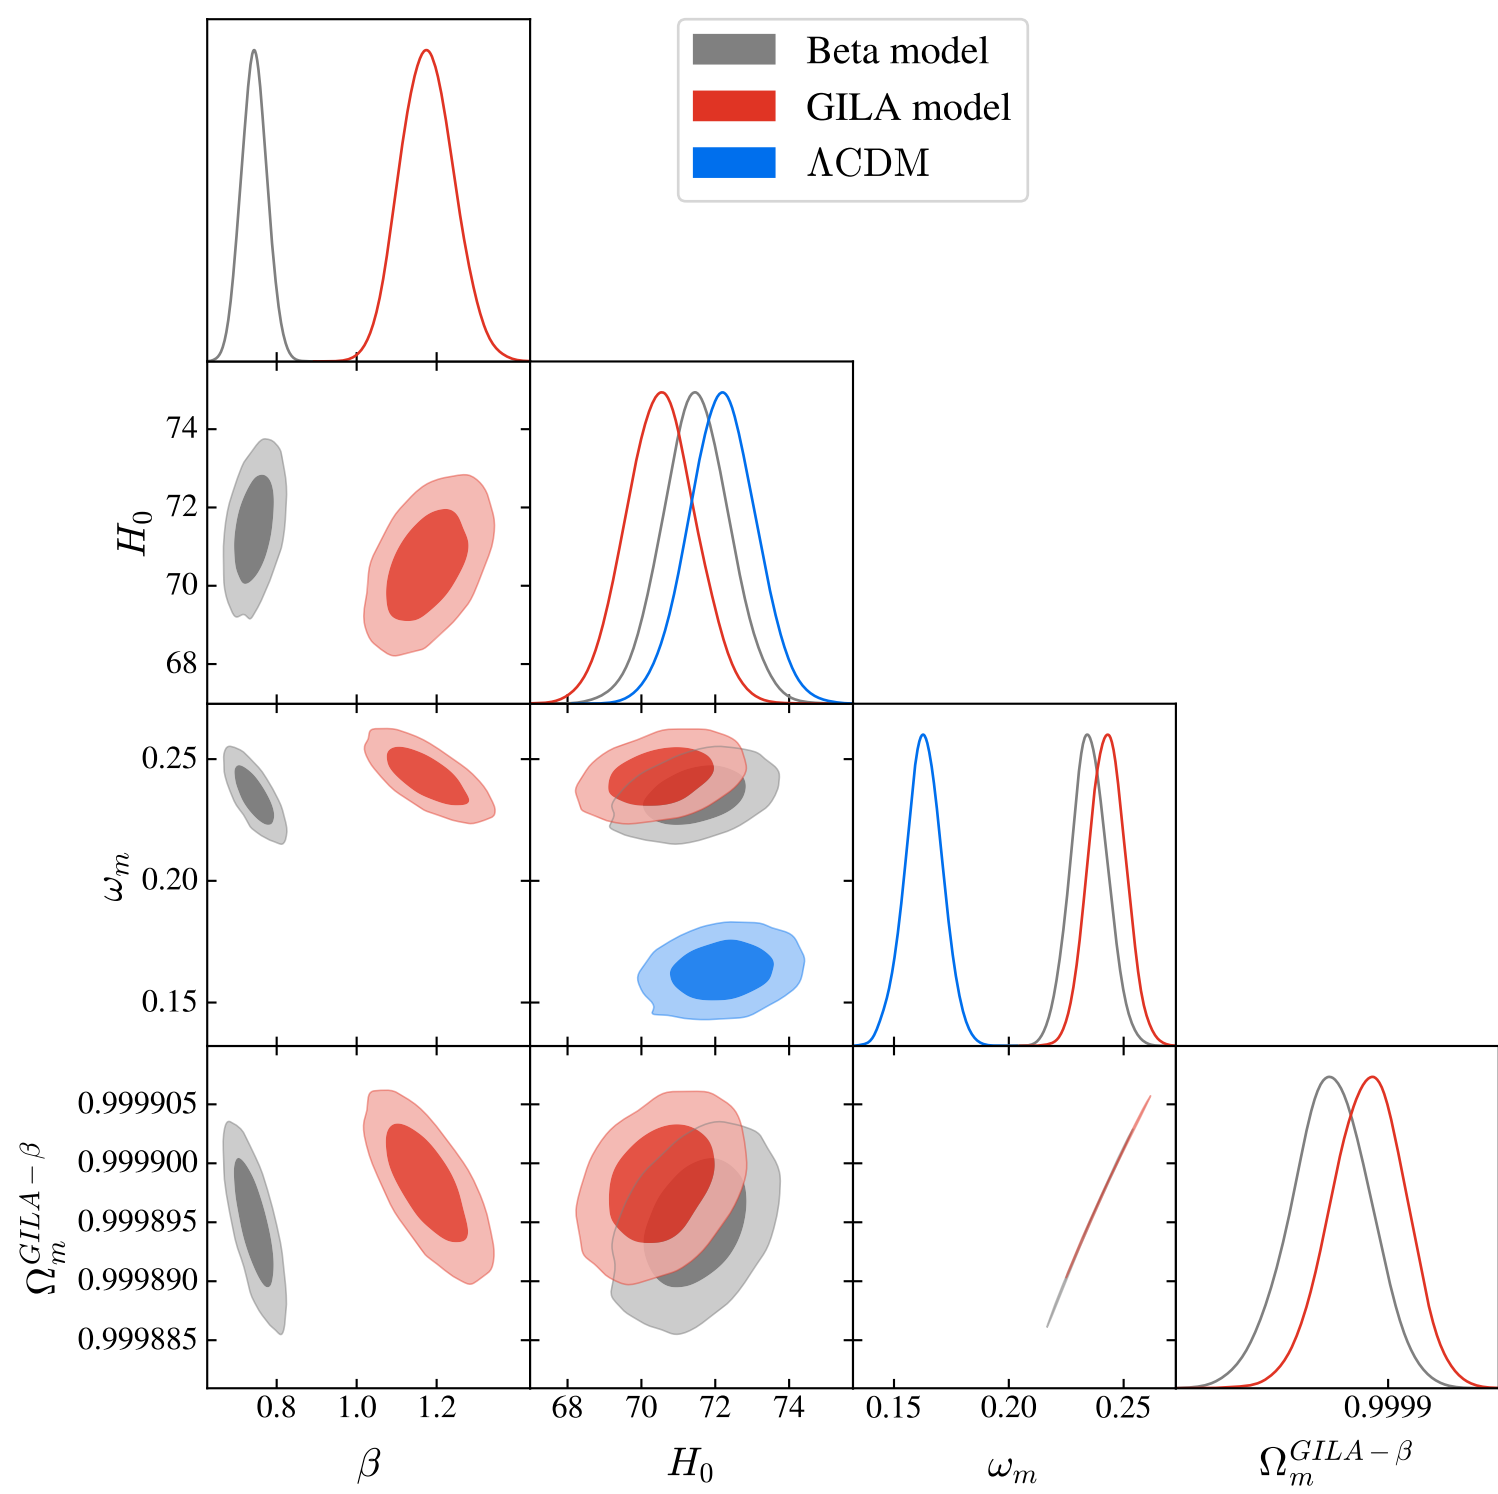 Beta model
GILA model
ΛCDM
74
72
70
68
H₀
0.25
0.20
0.15
ωₘ
0.999905
0.999900
0.999895
0.999890
0.999885
Ω_m^{GILA−β}
0.8 1.0 1.2 68 70 72 74 0.15 0.20 0.25 0.9999
β H₀ ωₘ Ω_m^{GILA−β}